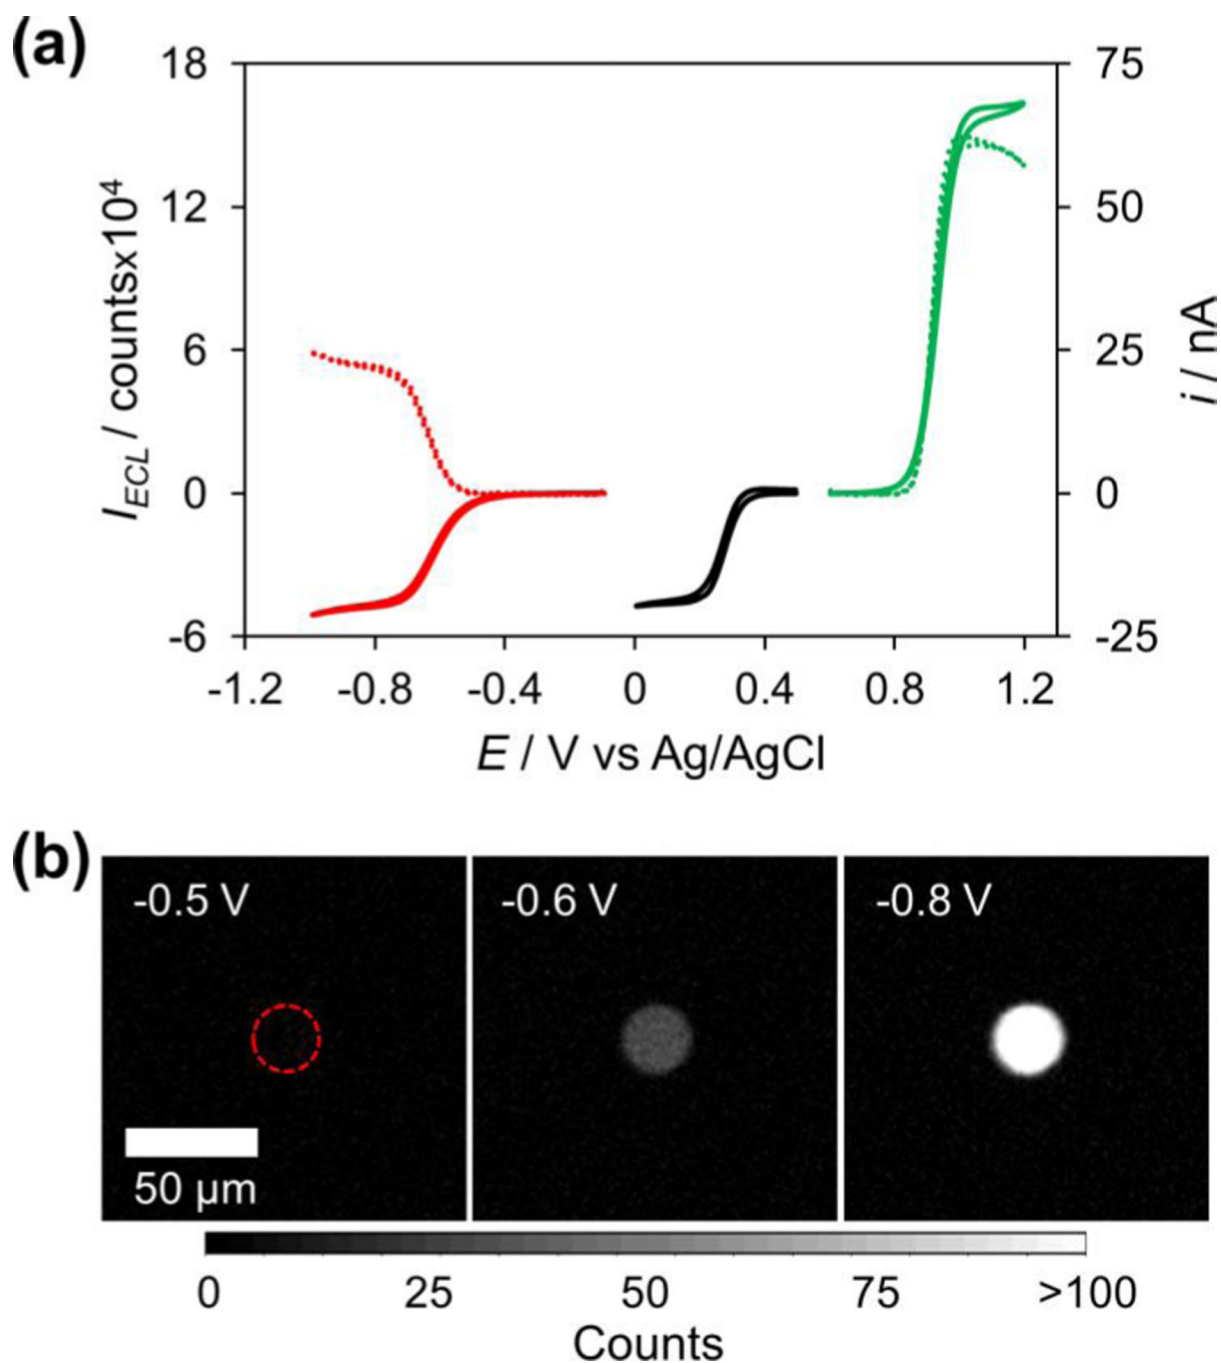 (a)
18
12
6
0
-6
I_ECL / countsx10⁴
75
50
25
0
-25
i / nA
-1.2 -0.8 -0.4 0 0.4 0.8 1.2
E / V vs Ag/AgCl
(b)
-0.5 V -0.6 V -0.8 V
50 µm
0 25 50 75 >100
Counts